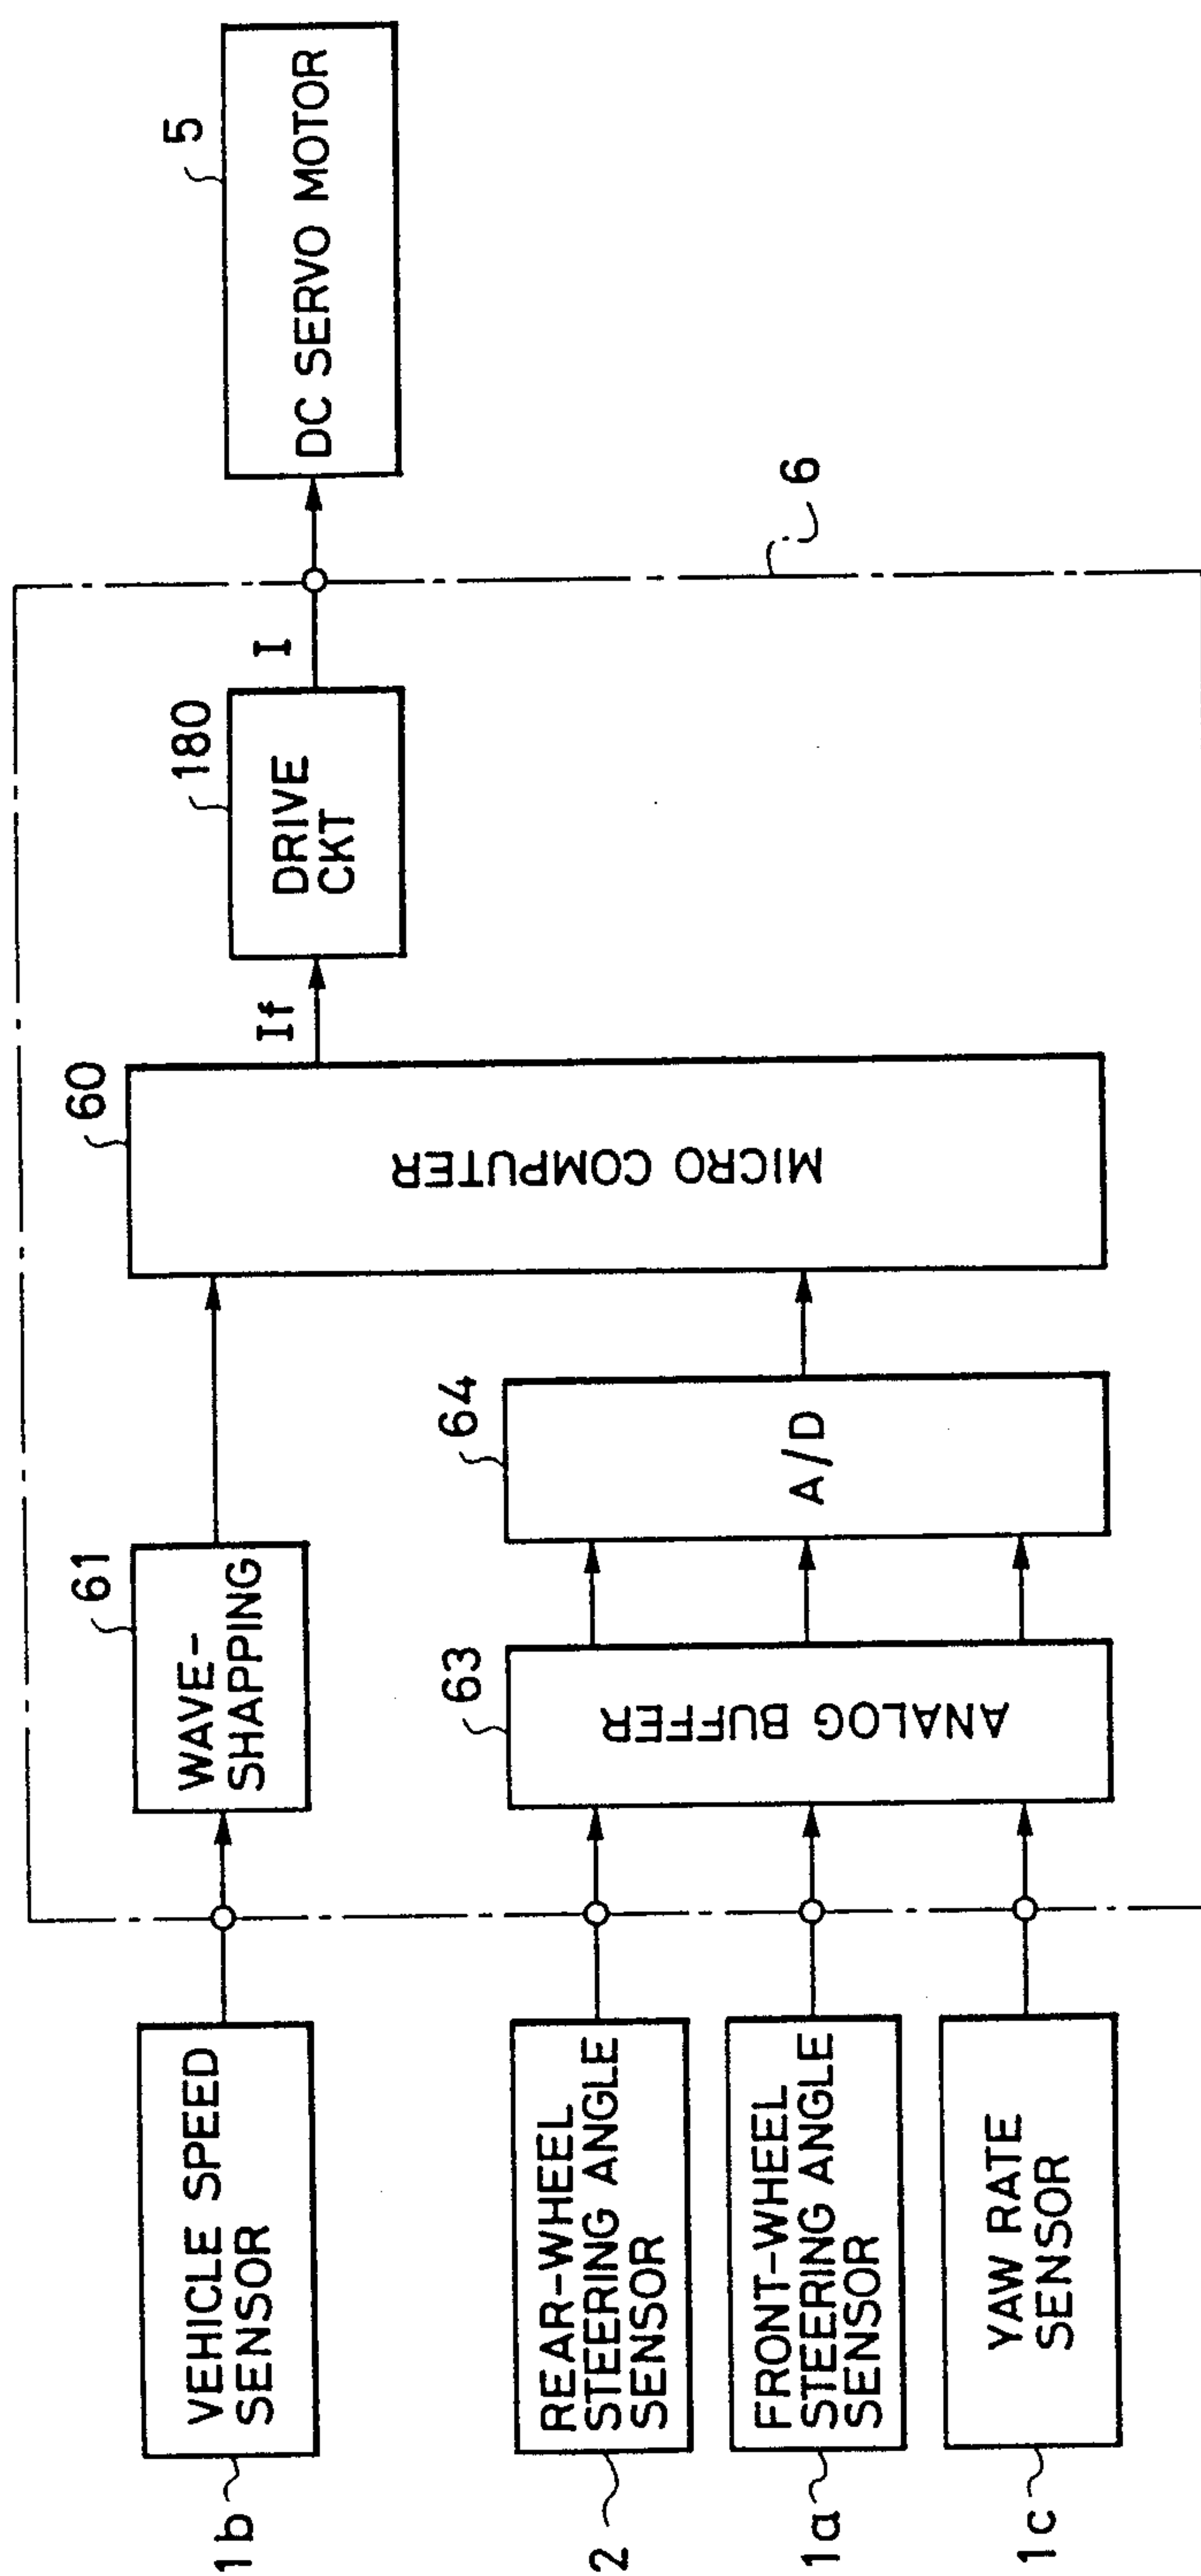 1b
VEHICLE SPEED
SENSOR
61
WAVE-
SHAPPING
60
MICRO COMPUTER
If
180
DRIVE
CKT
I
5
DC SERVO MOTOR
2
REAR-WHEEL
STEERING ANGLE
SENSOR
1a
FRONT-WHEEL
STEERING ANGLE
SENSOR
1c
YAW RATE
SENSOR
63
ANALOG BUFFER
64
A/D
6